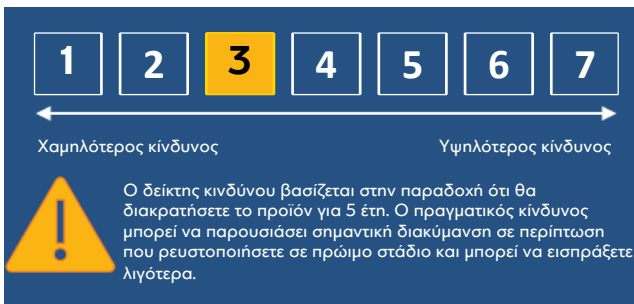 1 2 3 4 5 6 7
Χαμηλότερος κίνδυνος Υψηλότερος κίνδυνος
Ο δείκτης κινδύνου βασίζεται στην παραδοχή ότι θα
διακρατήσετε το προϊόν για 5 έτη. Ο πραγματικός κίνδυνος
μπορεί να παρουσιάσει σημαντική διακύμανση σε περίπτωση
που ρευστοποιήσετε σε πρώιμο στάδιο και μπορεί να εισπράξετε
λιγότερα.